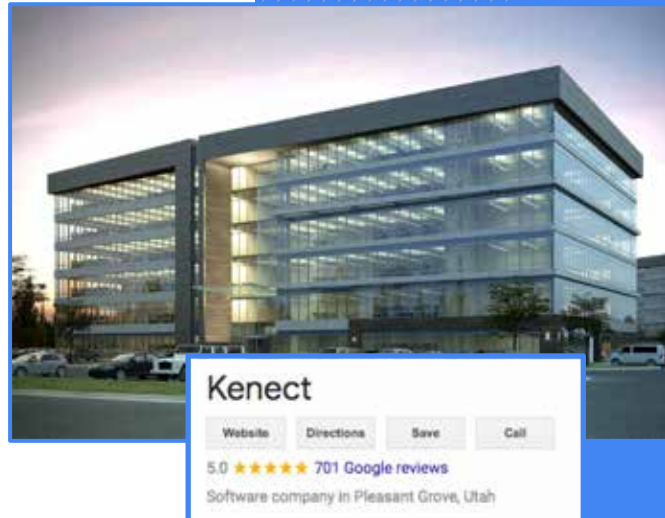 Kenect
Website Directions Save Call
5.0 ★★★★★ 701 Google reviews
Software company in Pleasant Grove, Utah